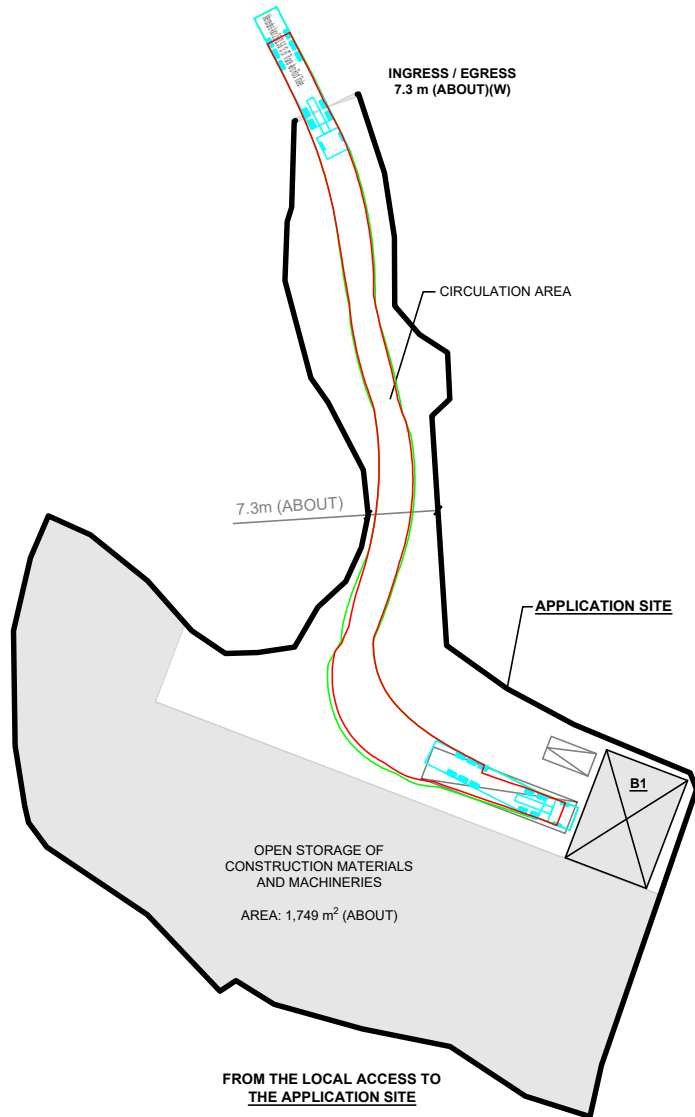 INGRESS / EGRESS
7.3 m (ABOUT)(W)
CIRCULATION AREA
7.3m (ABOUT)
APPLICATION SITE
B1
OPEN STORAGE OF
CONSTRUCTION MATERIALS
AND MACHINERIES
AREA: 1,749 m² (ABOUT)
FROM THE LOCAL ACCESS TO
THE APPLICATION SITE